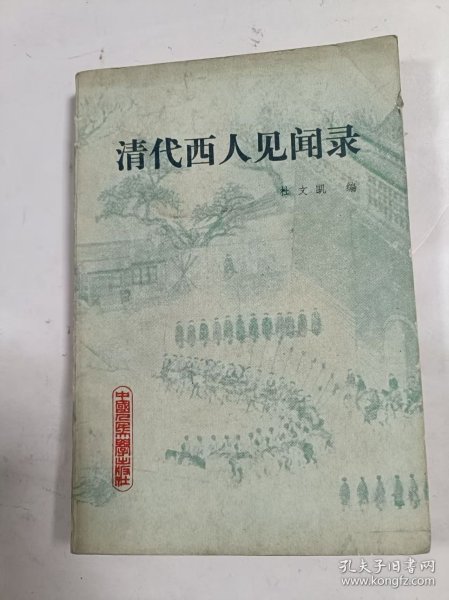 清代西人见闻录
杜文凯 编
中國人民大學出版社
孔夫子旧书网
www.kongfz.com